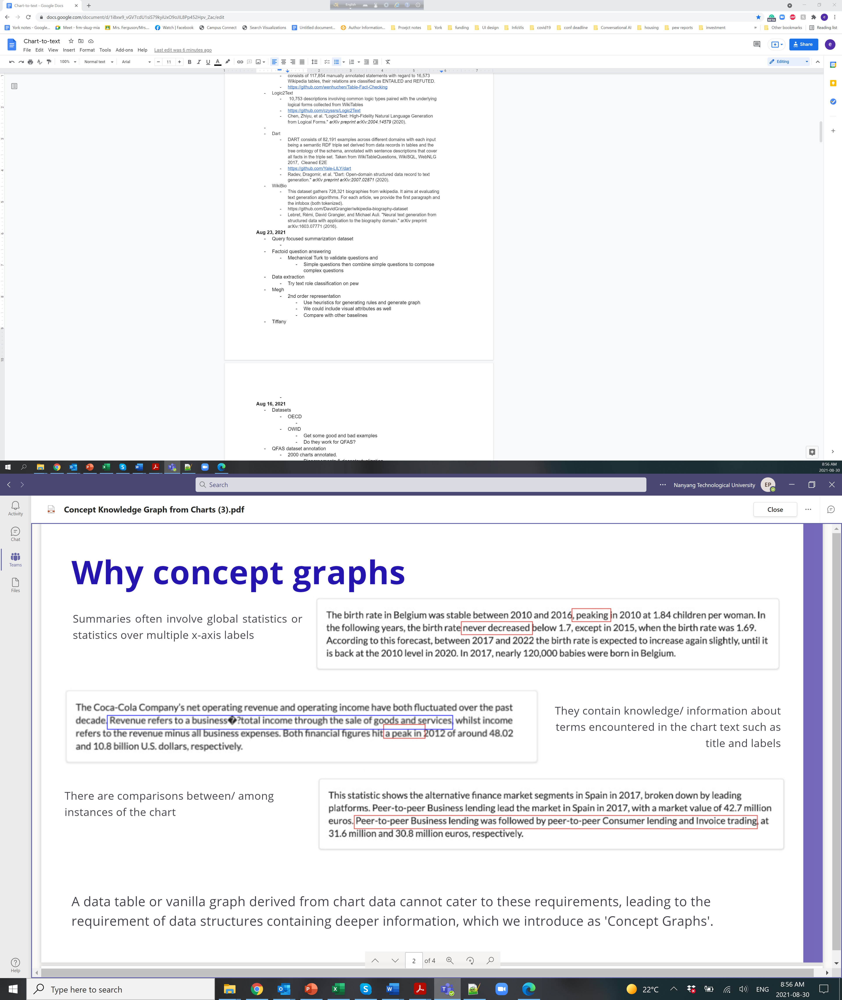 Chart-to-text - Google Docs
English
docs.google.com/document/d/1i8xw9_vGV7cdU1siS79kyiUxO9oJIL8Pp452Hpv_Zac/edit
BETA
ABP
e
York notes - Google...
Meet - frm-skug-mia
Mrs. Ferguson/Mrs....
Watch | Facebook
Campus Connect
Search Visualizations
Untitled document...
Author Information...
Proejct notes
York
funding
UI design
InfoVis
covid19
conf deadline
Conversational AI
housing
pew reports
investment
»
Other bookmarks
Reading list
Chart-to-text
File Edit View Insert Format Tools Add-ons Help Last edit was 6 minutes ago
Share
e
100% Normal text Arial 11 B I U A
Editing
- consists of 117,854 manually annotated statements with regard to 16,573
Wikipedia tables, their relations are classified as ENTAILED and REFUTED.
- https://github.com/wenhuchen/Table-Fact-Checking
- Logic2Text
- 10,753 descriptions involving common logic types paired with the underlying
logical forms collected from WikiTables
- https://github.com/czyssrs/Logic2Text
- Chen, Zhiyu, et al. "Logic2Text: High-Fidelity Natural Language Generation
from Logical Forms." arXiv preprint arXiv:2004.14579 (2020).
-
- Dart
- DART consists of 82,191 examples across different domains with each input
being a semantic RDF triple set derived from data records in tables and the
tree ontology of the schema, annotated with sentence descriptions that cover
all facts in the triple set. Taken from WikiTableQuestions, WikiSQL, WebNLG
2017, Cleaned E2E
- https://github.com/Yale-LILY/dart
- Radev, Dragomir, et al. "Dart: Open-domain structured data record to text
generation." arXiv preprint arXiv:2007.02871 (2020).
- WikiBio
- This dataset gathers 728,321 biographies from wikipedia. It aims at evaluating
text generation algorithms. For each article, we provide the first paragraph and
the infobox (both tokenized).
- https://github.com/DavidGrangier/wikipedia-biography-dataset
- Lebret, Rémi, David Grangier, and Michael Auli. "Neural text generation from
structured data with application to the biography domain." arXiv preprint
arXiv:1603.07771 (2016).
Aug 23, 2021
- Query focused summarization dataset
-
- Factoid question answering
- Mechanical Turk to validate questions and
- Simple questions then combine simple questions to compose
complex questions
- Data extraction
- Try text role classification on pew
- Megh
- 2nd order representation
- Use heuristics for generating rules and generate graph
- We could include visual attributes as well
- Compare with other baselines
- Tiffany
-
Aug 16, 2021
- Datasets
- OECD
-
- OWID
- Get some good and bad examples
- Do they work for QFAS?
- QFAS dataset annotation
- 2000 charts annotated.
8:56 AM
2021-08-30
Search
Nanyang Technological University
EP
Activity
Chat
Teams
Files
Help
Concept Knowledge Graph from Charts (3).pdf
Close
Why concept graphs
Summaries often involve global statistics or
statistics over multiple x-axis labels
The birth rate in Belgium was stable between 2010 and 2016, peaking in 2010 at 1.84 children per woman. In
the following years, the birth rate never decreased below 1.7, except in 2015, when the birth rate was 1.69.
According to this forecast, between 2017 and 2022 the birth rate is expected to increase again slightly, until it
is back at the 2010 level in 2020. In 2017, nearly 120,000 babies were born in Belgium.
The Coca-Cola Company's net operating revenue and operating income have both fluctuated over the past
decade. Revenue refers to a business�?total income through the sale of goods and services, whilst income
refers to the revenue minus all business expenses. Both financial figures hit a peak in 2012 of around 48.02
and 10.8 billion U.S. dollars, respectively.
They contain knowledge/ information about
terms encountered in the chart text such as
title and labels
There are comparisons between/ among
instances of the chart
This statistic shows the alternative finance market segments in Spain in 2017, broken down by leading
platforms. Peer-to-peer Business lending lead the market in Spain in 2017, with a market value of 42.7 million
euros. Peer-to-peer Business lending was followed by peer-to-peer Consumer lending and Invoice trading, at
31.6 million and 30.8 million euros, respectively.
A data table or vanilla graph derived from chart data cannot cater to these requirements, leading to the
requirement of data structures containing deeper information, which we introduce as 'Concept Graphs'.
2 of 4
Type here to search
22°C
ENG
8:56 AM
2021-08-30